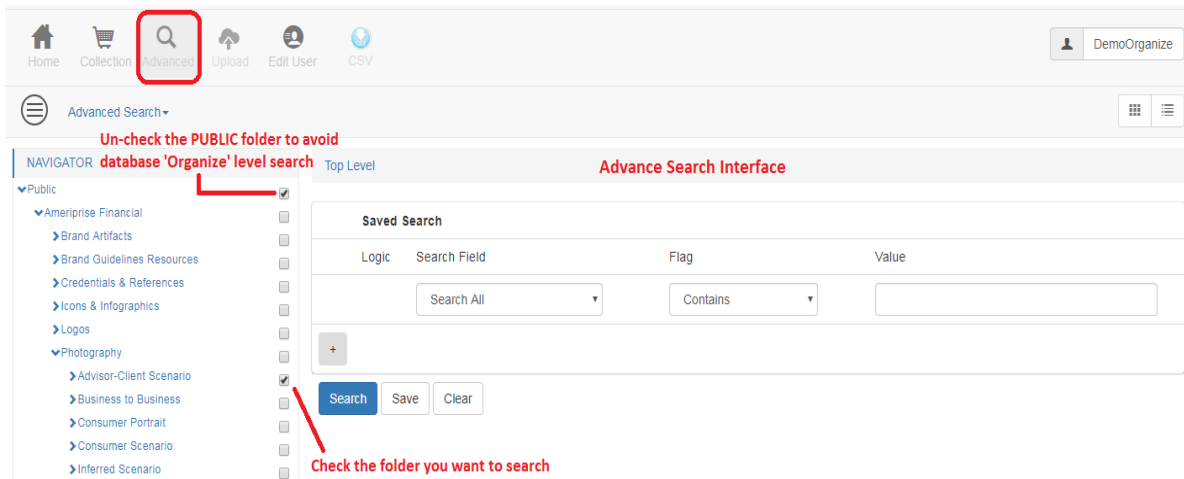 Home Collection Advanced Upload Edit User CSV
DemoOrganize
Advanced Search
Un-check the PUBLIC folder to avoid
database 'Organize' level search
NAVIGATOR
Top Level
Advance Search Interface
Public
Ameriprise Financial
Brand Artifacts
Brand Guidelines Resources
Credentials & References
Icons & Infographics
Logos
Photography
Advisor-Client Scenario
Business to Business
Consumer Portrait
Consumer Scenario
Inferred Scenario
Saved Search
Logic Search Field Flag Value
Search All Contains
+
Search Save Clear
Check the folder you want to search